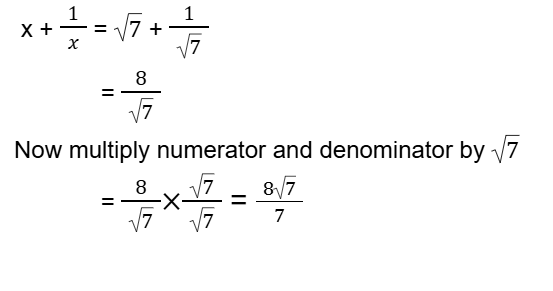 x + 1/x = √7 + 1/√7
= 8/√7
Now multiply numerator and denominator by √7
= 8/√7 × √7/√7 = 8√7/7